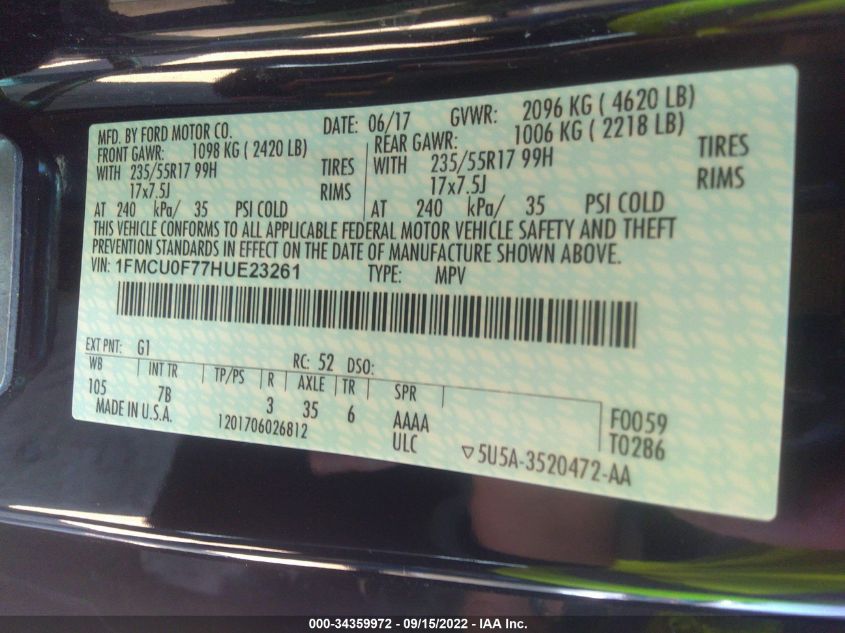 MFD. BY FORD MOTOR CO.
DATE: 06/17 GVWR: 2096 KG ( 4620 LB)
FRONT GAWR: 1098 KG ( 2420 LB) REAR GAWR: 1006 KG ( 2218 LB)
WITH 235/55R17 99H TIRES WITH 235/55R17 99H TIRES
17x7.5J RIMS 17x7.5J RIMS
AT 240 kPa/ 35 PSI COLD AT 240 kPa/ 35 PSI COLD
THIS VEHICLE CONFORMS TO ALL APPLICABLE FEDERAL MOTOR VEHICLE SAFETY AND THEFT
PREVENTION STANDARDS IN EFFECT ON THE DATE OF MANUFACTURE SHOWN ABOVE.
VIN: 1FMCU0F77HUE23261 TYPE: MPV
EXT PNT: G1 RC: 52 DSO:
WB INT TR TP/PS R AXLE TR SPR
105 7B 3 35 6 AAAA F0059
MADE IN U.S.A. 1201706026812 ULC T0286
▽5U5A-3520472-AA
000-34359972 - 09/15/2022 - IAA Inc.